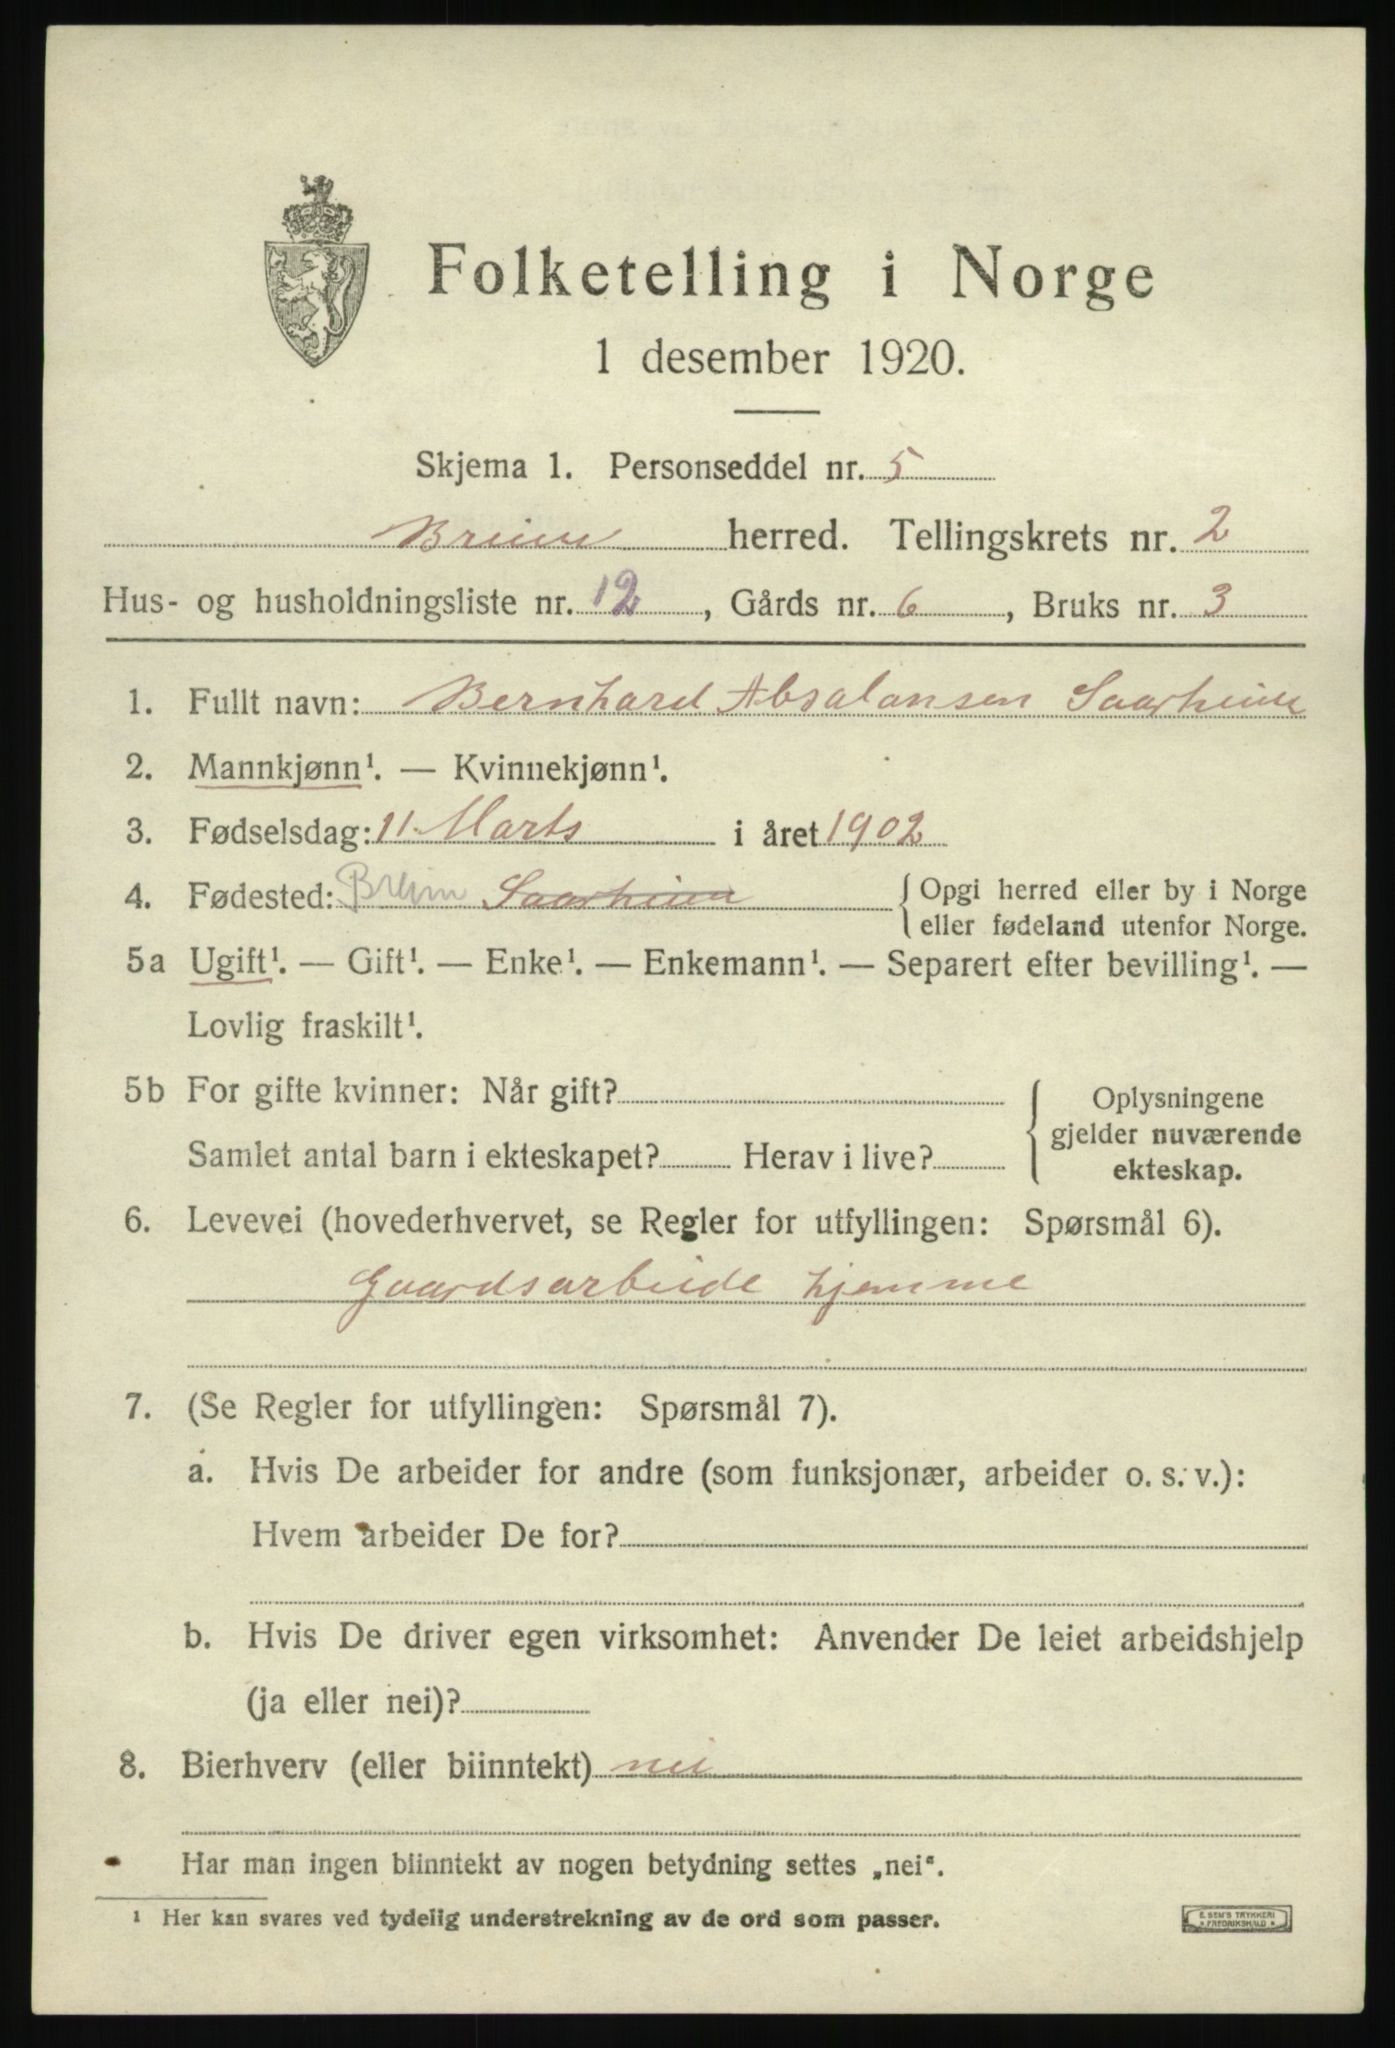 Folketelling i Norge
1 desember 1920.
Skjema 1. Personseddel nr. 5
Breim herred. Tellingskrets nr. 2
Hus- og husholdningsliste nr. 12, Gårds nr. 6, Bruks nr. 3
1. Fullt navn: Bernhard Absalonsen Saarheim
2. Mannkjønn¹. — Kvinnekjønn¹.
3. Fødselsdag: 11 Marts i året 1902
4. Fødested: Breim Saarheim { Opgi herred eller by i Norge
eller fødeland utenfor Norge.
5a Ugift¹. — Gift¹. — Enke¹. — Enkemann¹. — Separert efter bevilling¹. —
Lovlig fraskilt¹.
5b For gifte kvinner: Når gift?
Samlet antal barn i ekteskapet? Herav i live?
Oplysningene
gjelder nuværende
ekteskap.
6. Levevei (hovederhvervet, se Regler for utfyllingen: Spørsmål 6).
Gaardsarbeide hjemme
7. (Se Regler for utfyllingen: Spørsmål 7).
a. Hvis De arbeider for andre (som funksjonær, arbeider o. s. v.):
Hvem arbeider De for?
b. Hvis De driver egen virksomhet: Anvender De leiet arbeidshjelp
(ja eller nei)?
8. Bierhverv (eller biinntekt) nei
Har man ingen biinntekt av nogen betydning settes „nei“.
¹ Her kan svares ved tydelig understrekning av de ord som passer.
E. SEM'S TRYKKERI
FREDRIKSHALD